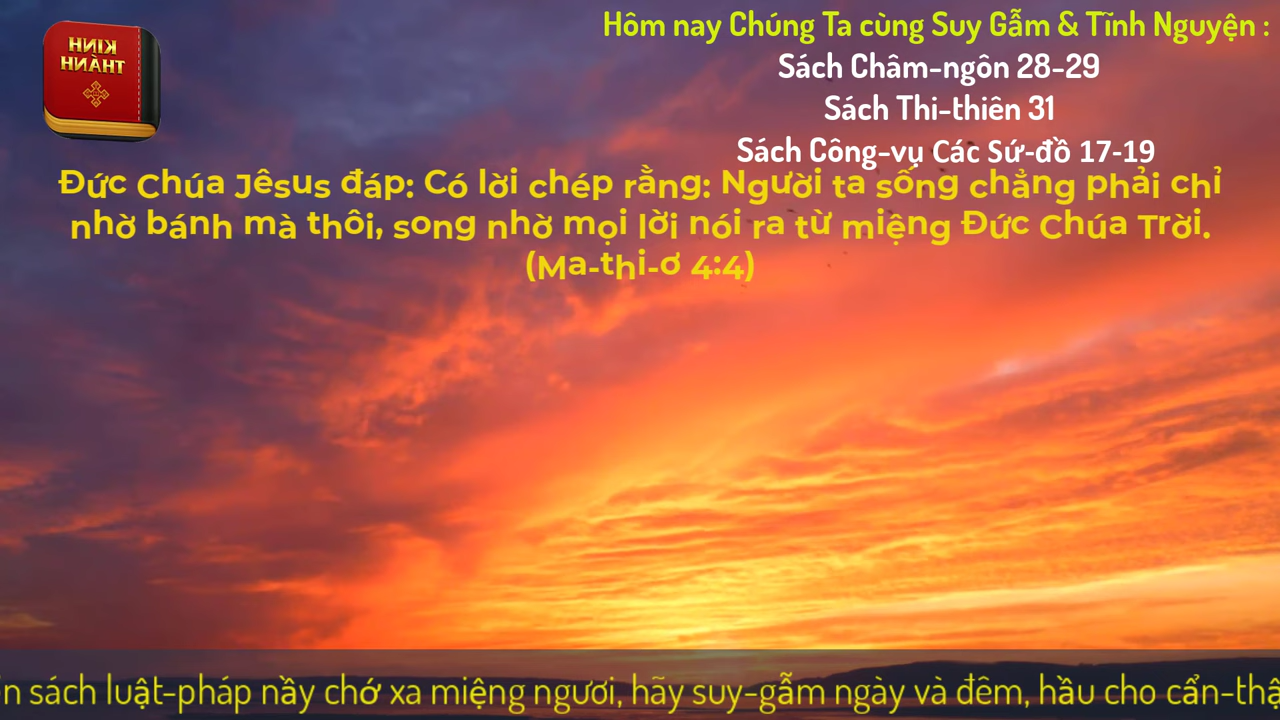 KINH
THÁNH
Hôm nay Chúng Ta cùng Suy Gẫm & Tĩnh Nguyện :
Sách Châm-ngôn 28-29
Sách Thi-thiên 31
Sách Công-vụ Các Sứ-đồ 17-19
Đức Chúa Jêsus đáp: Có lời chép rằng: Người ta sống chẳng phải chỉ
nhờ bánh mà thôi, song nhờ mọi lời nói ra từ miệng Đức Chúa Trời.
(Ma-thi-ơ 4:4)
sách luật-pháp nầy chớ xa miệng ngươi, hãy suy-gẫm ngày và đêm, hầu cho